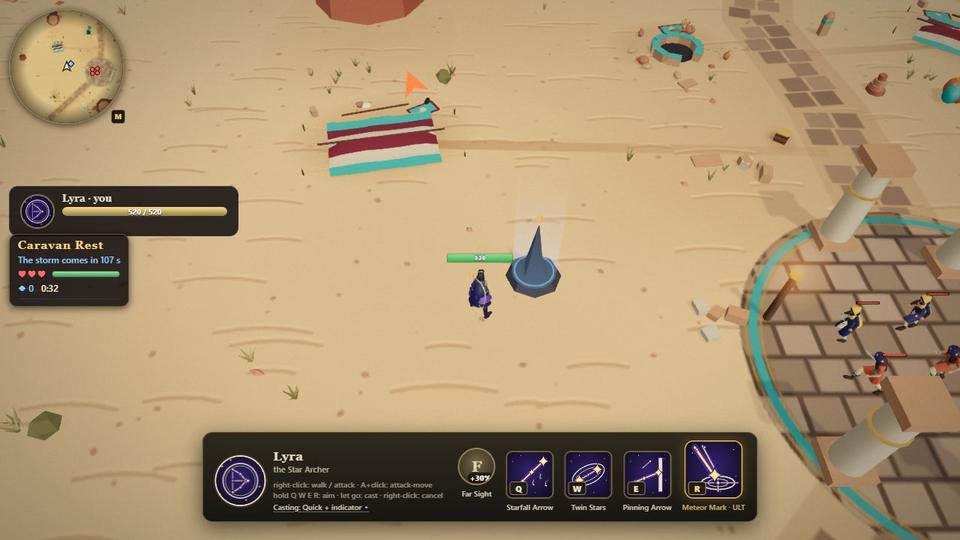 M
Lyra · you
520 / 520
Caravan Rest
The storm comes in 107 s
0 0:32
520
Lyra
the Star Archer
right-click: walk / attack · A+click: attack-move
hold Q W E R: aim · let go: cast · right-click: cancel
Casting: Quick + indicator
F
+30%
Far Sight
Q
Starfall Arrow
W
Twin Stars
E
Pinning Arrow
R
Meteor Mark · ULT